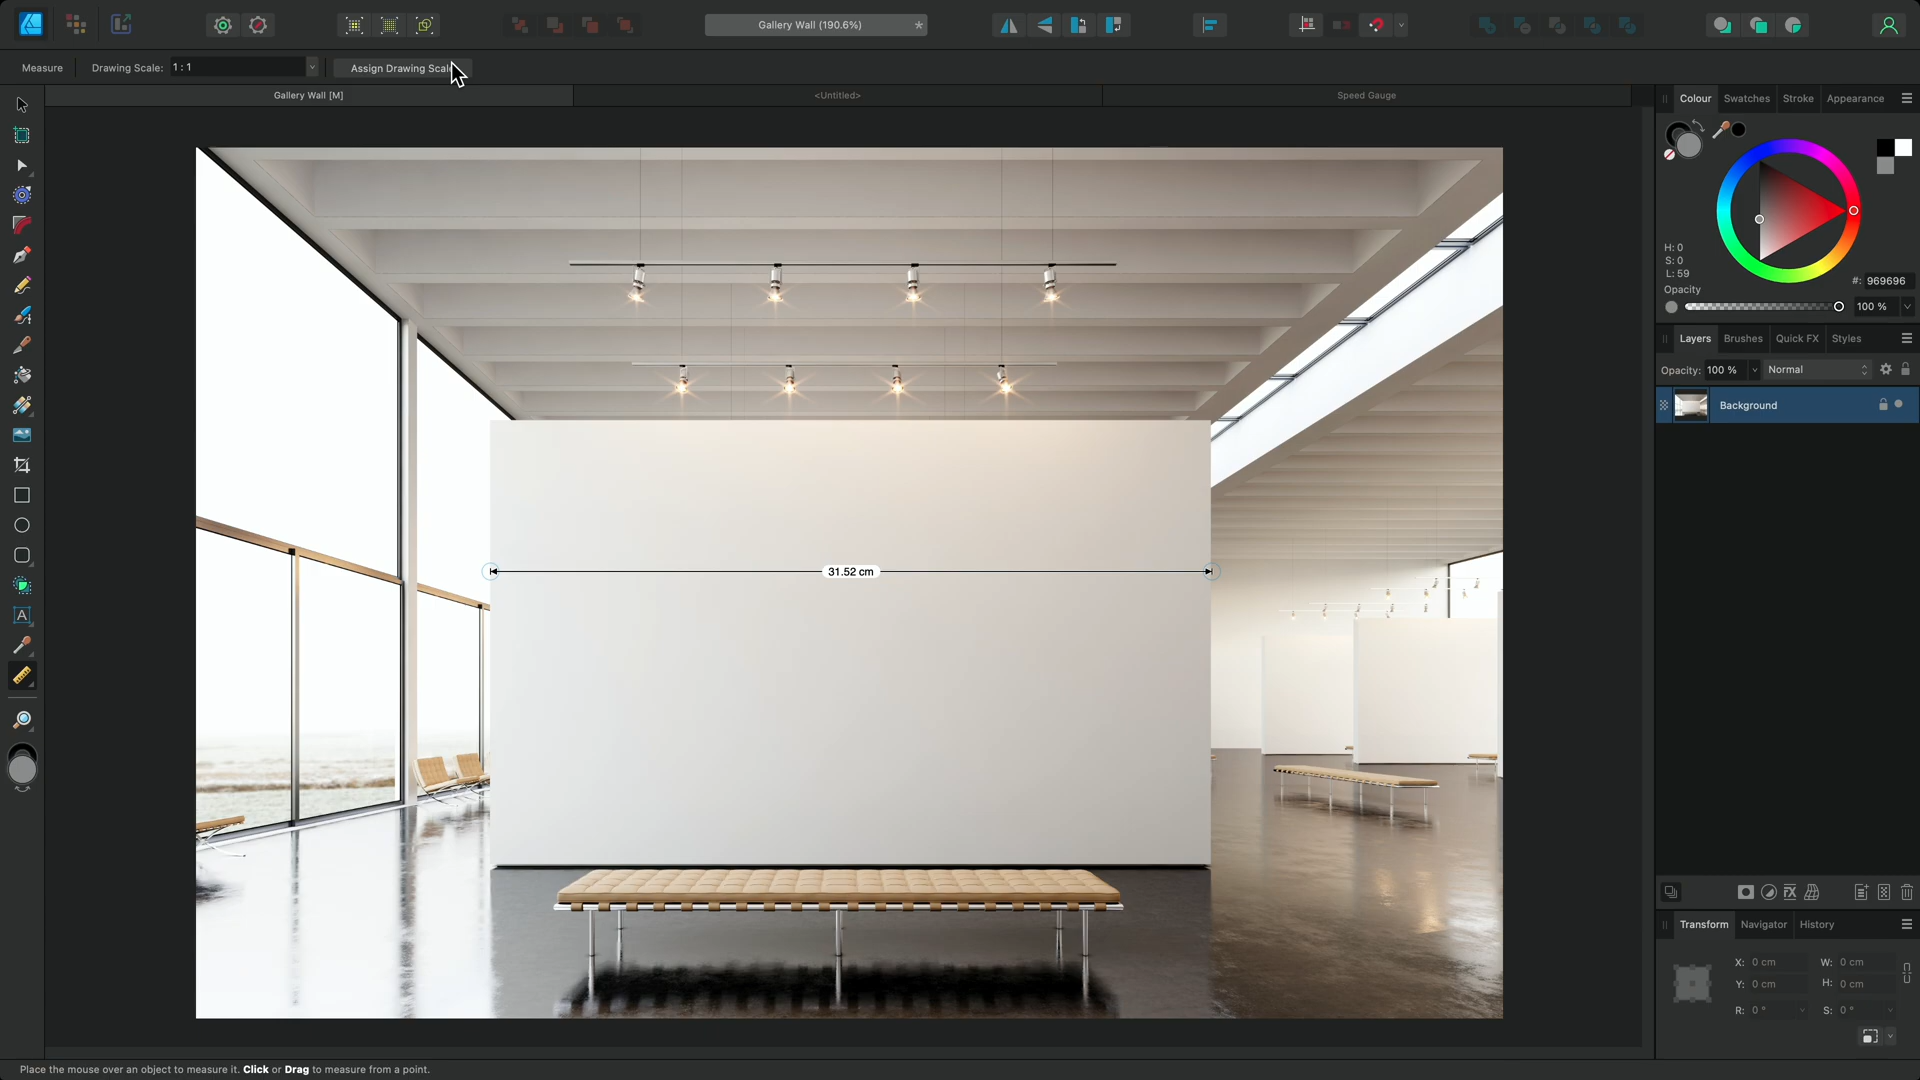 Gallery Wall (190.6%)
*
Measure
Drawing Scale: 1 : 1
Assign Drawing Scale
Gallery Wall [M]
<Untitled>
Speed Gauge
Colour Swatches Stroke Appearance
H: 0
S: 0
L: 59
#: 969696
Opacity
100 %
Layers Brushes Quick FX Styles
Opacity: 100 % Normal
Background
31.52 cm
A
FX
Transform Navigator History
X: 0 cm W: 0 cm
Y: 0 cm H: 0 cm
R: 0 ° S: 0 °
Place the mouse over an object to measure it. Click or Drag to measure from a point.